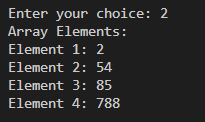 Enter your choice: 2
Array Elements:
Element 1: 2
Element 2: 54
Element 3: 85
Element 4: 788